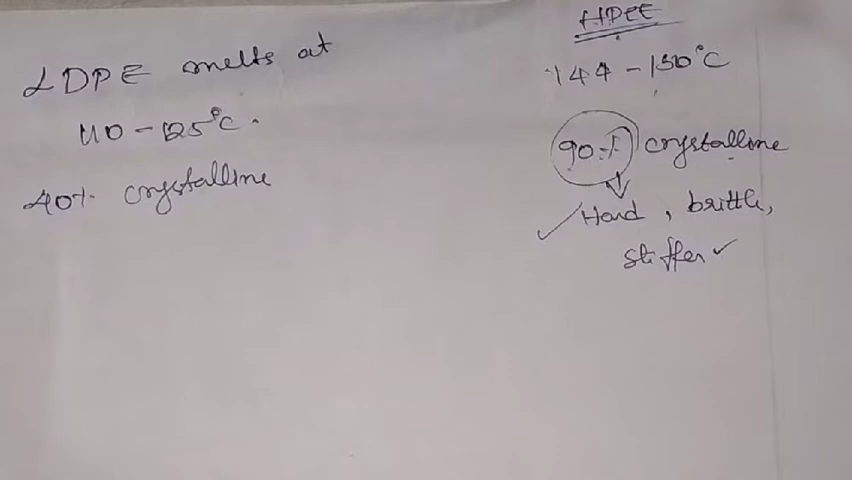 LDPE melts at
110-125°C.
40% crystalline
HDPE
144-150°C
90% crystalline
Hard, brittle,
stiffer